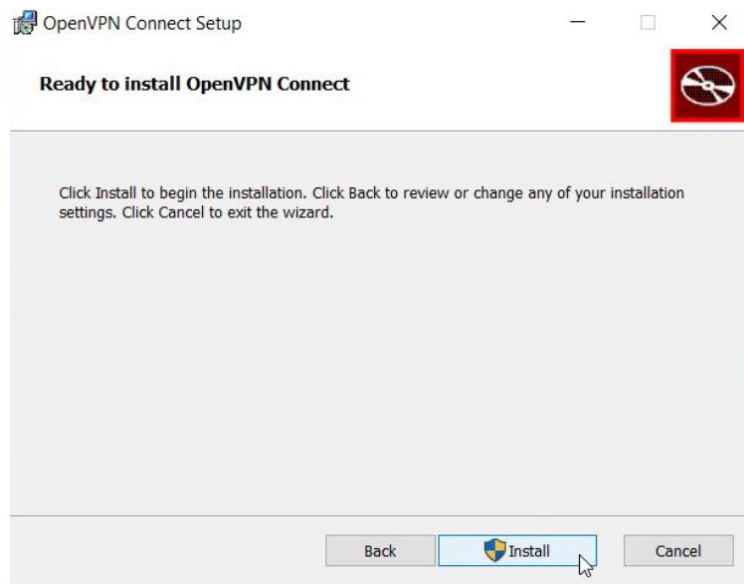 OpenVPN Connect Setup
Ready to install OpenVPN Connect
Click Install to begin the installation. Click Back to review or change any of your installation
settings. Click Cancel to exit the wizard.
Back
Install
Cancel